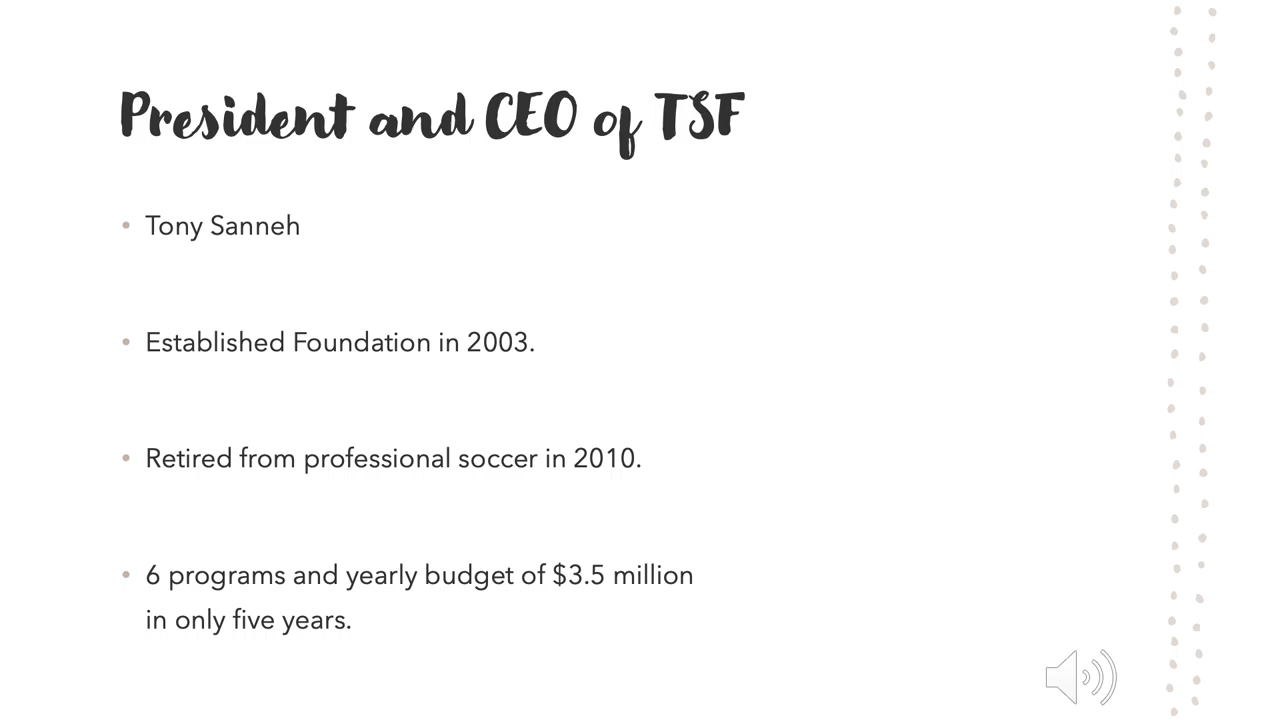 President and CEO of TSF
• Tony Sanneh
• Established Foundation in 2003.
• Retired from professional soccer in 2010.
• 6 programs and yearly budget of $3.5 million
in only five years.